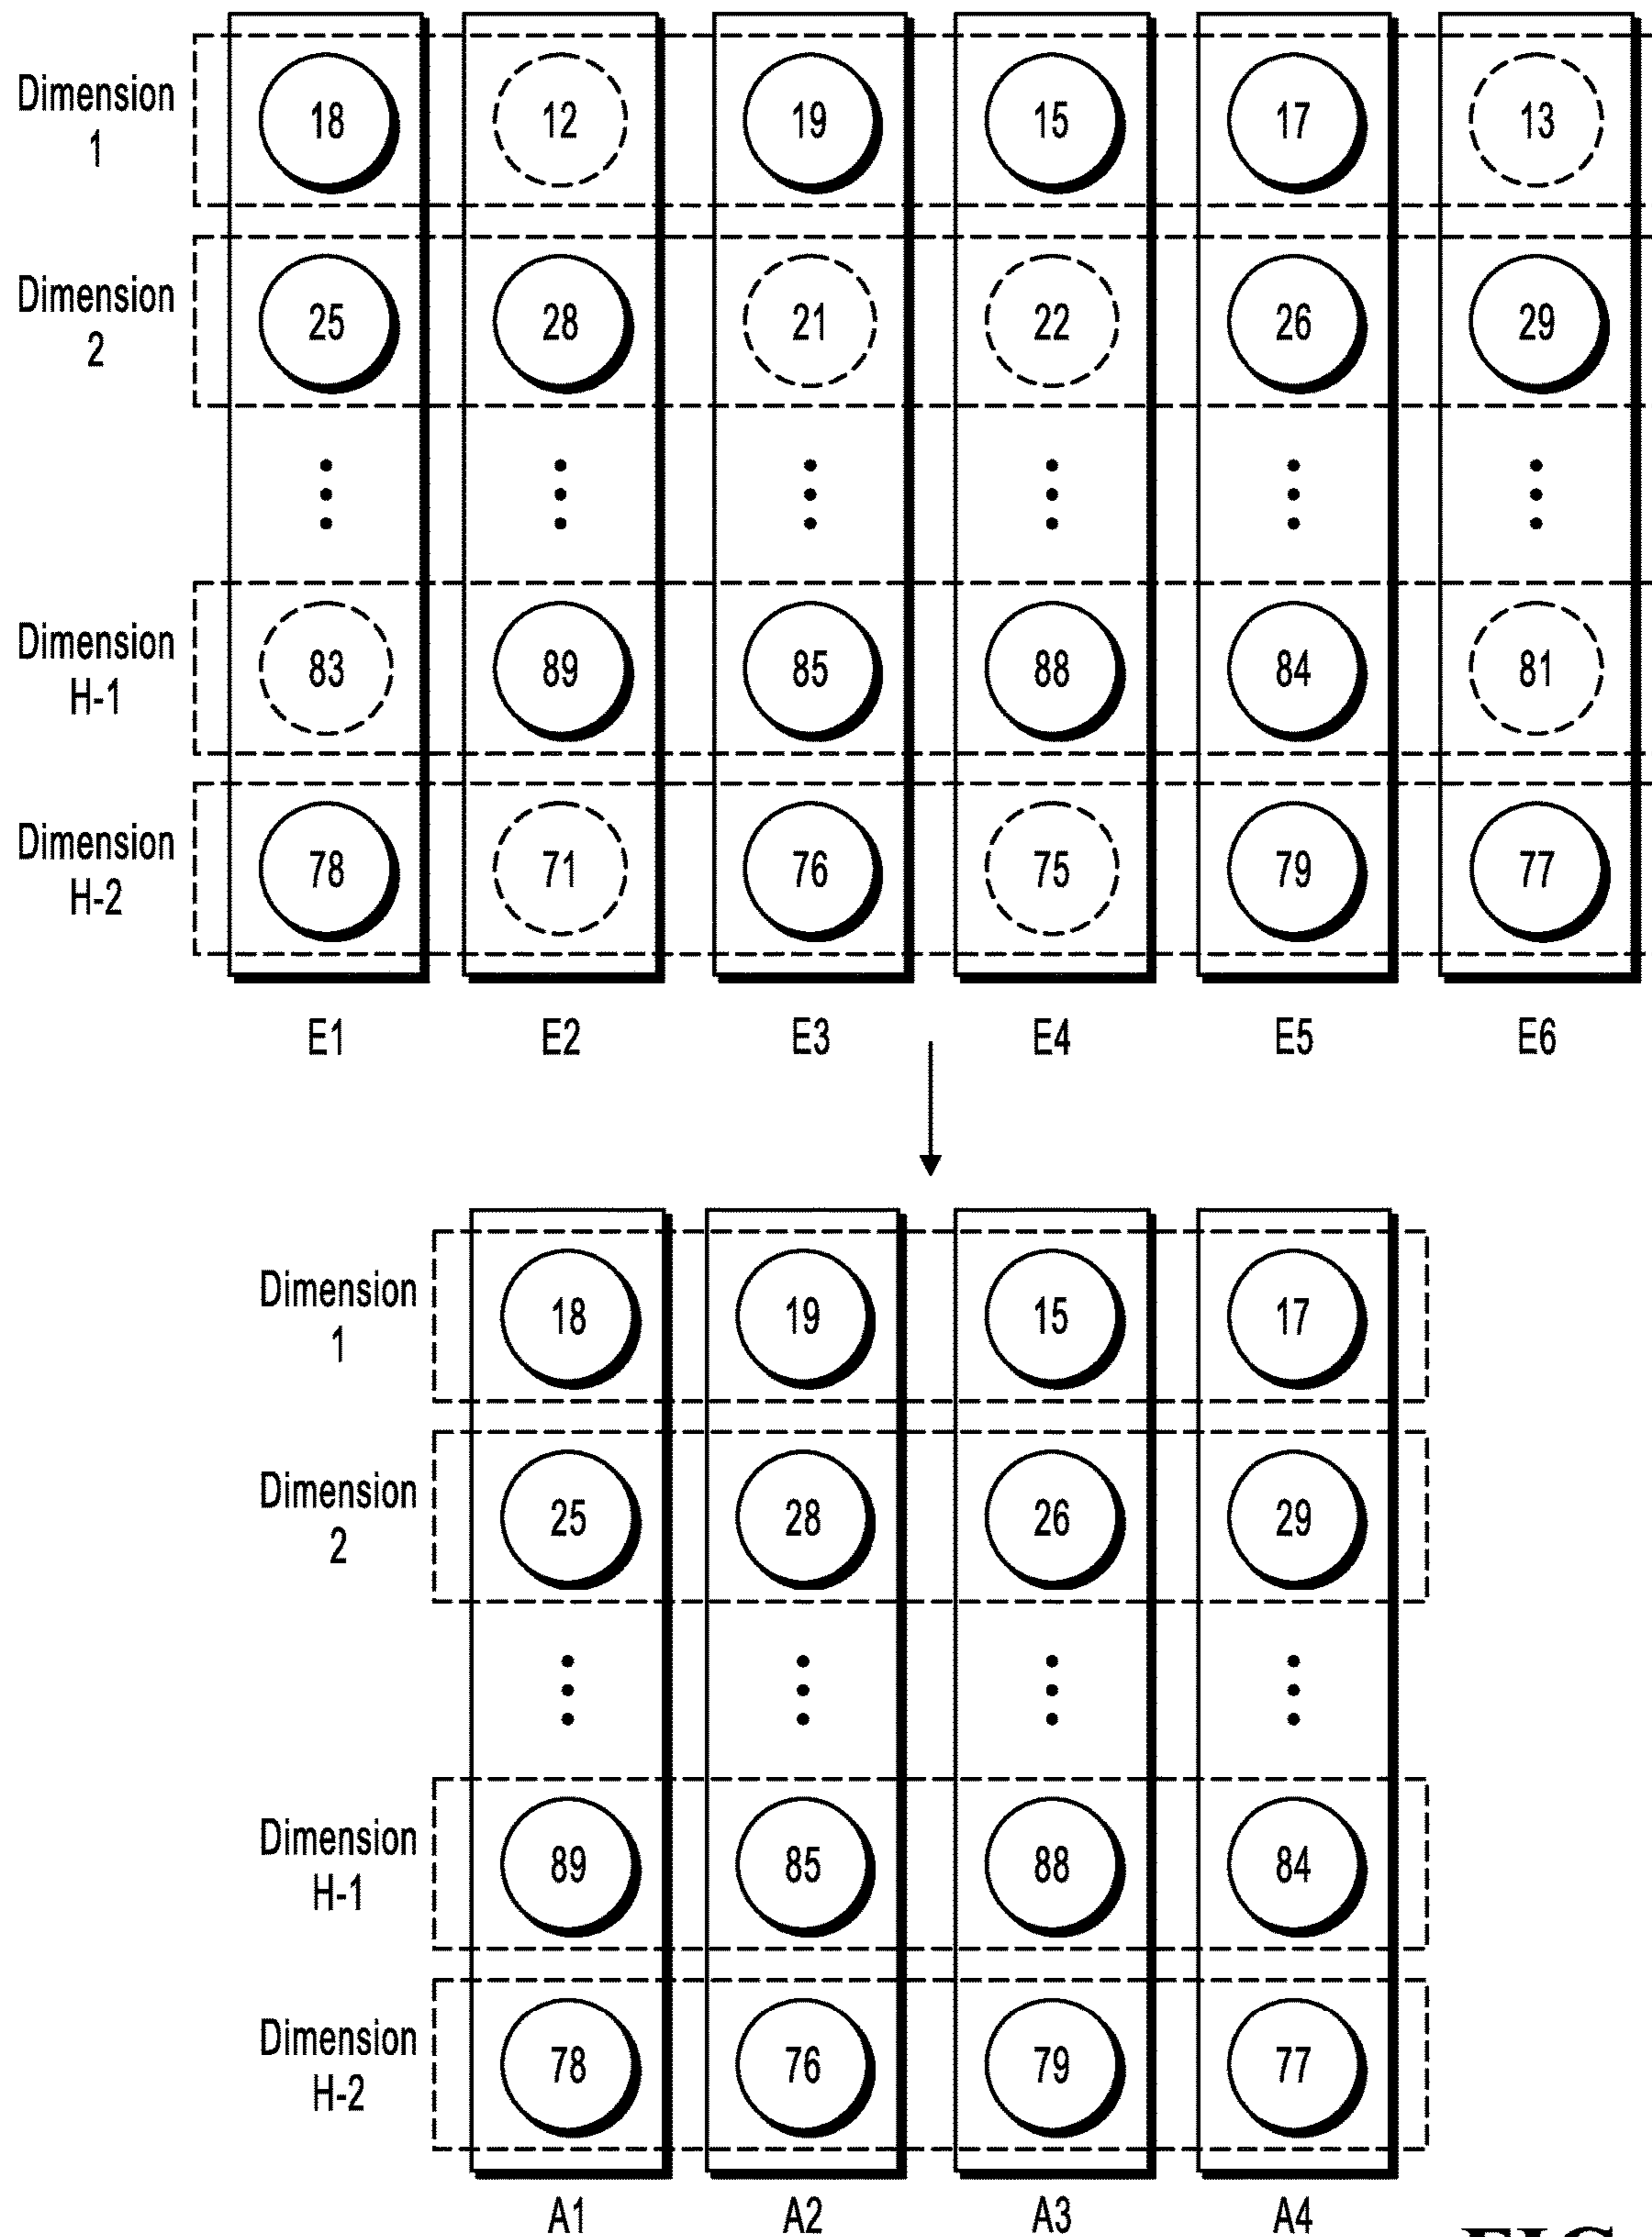 Dimension
1
18 12 19 15 17 13
Dimension
2
25 28 21 22 26 29
Dimension
H-1
83 89 85 88 84 81
Dimension
H-2
78 71 76 75 79 77
E1 E2 E3 E4 E5 E6
Dimension
1
18 19 15 17
Dimension
2
25 28 26 29
Dimension
H-1
89 85 88 84
Dimension
H-2
78 76 79 77
A1 A2 A3 A4